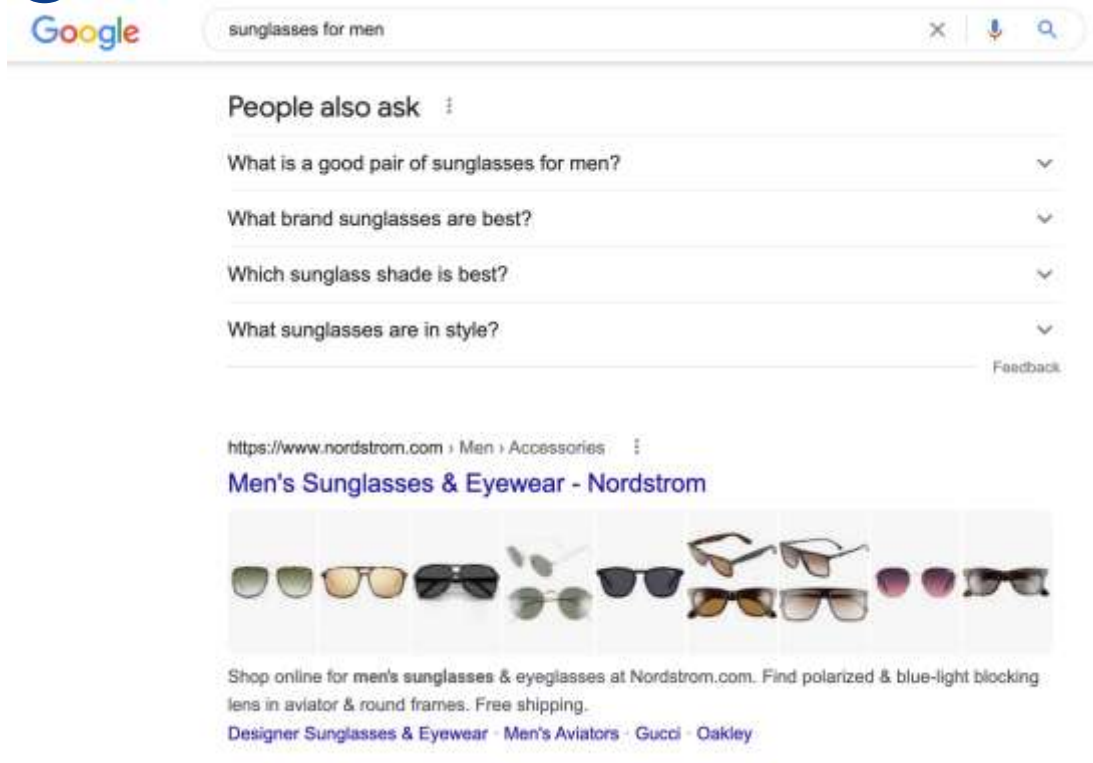 Google
sunglasses for men
People also ask
What is a good pair of sunglasses for men?
What brand sunglasses are best?
Which sunglass shade is best?
What sunglasses are in style?
Feedback
https://www.nordstrom.com › Men › Accessories
Men's Sunglasses & Eyewear - Nordstrom
Shop online for men's sunglasses & eyeglasses at Nordstrom.com. Find polarized & blue-light blocking
lens in aviator & round frames. Free shipping.
Designer Sunglasses & Eyewear · Men's Aviators · Gucci · Oakley